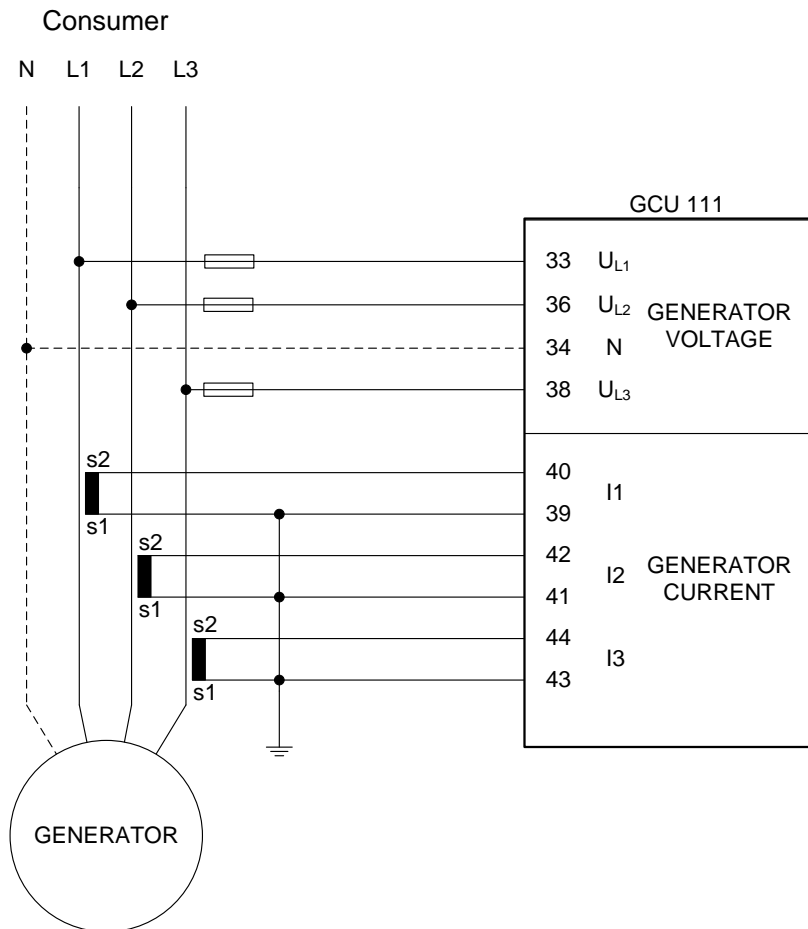 Consumer
N L1 L2 L3
GCU 111
33 UL1
36 UL2
GENERATOR
VOLTAGE
34 N
38 UL3
s2
40
I1
s1
39
s2
42
I2
GENERATOR
CURRENT
s1
41
s2
44
I3
s1
43
GENERATOR